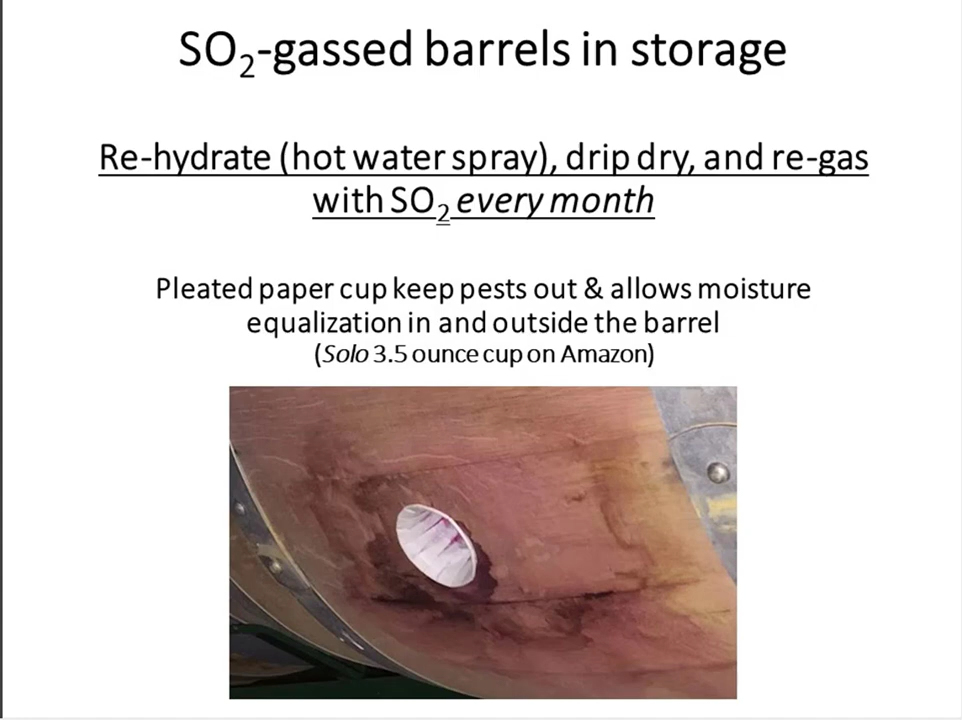 SO₂-gassed barrels in storage
Re-hydrate (hot water spray), drip dry, and re-gas
with SO₂ every month
Pleated paper cup keep pests out & allows moisture
equalization in and outside the barrel
(Solo 3.5 ounce cup on Amazon)